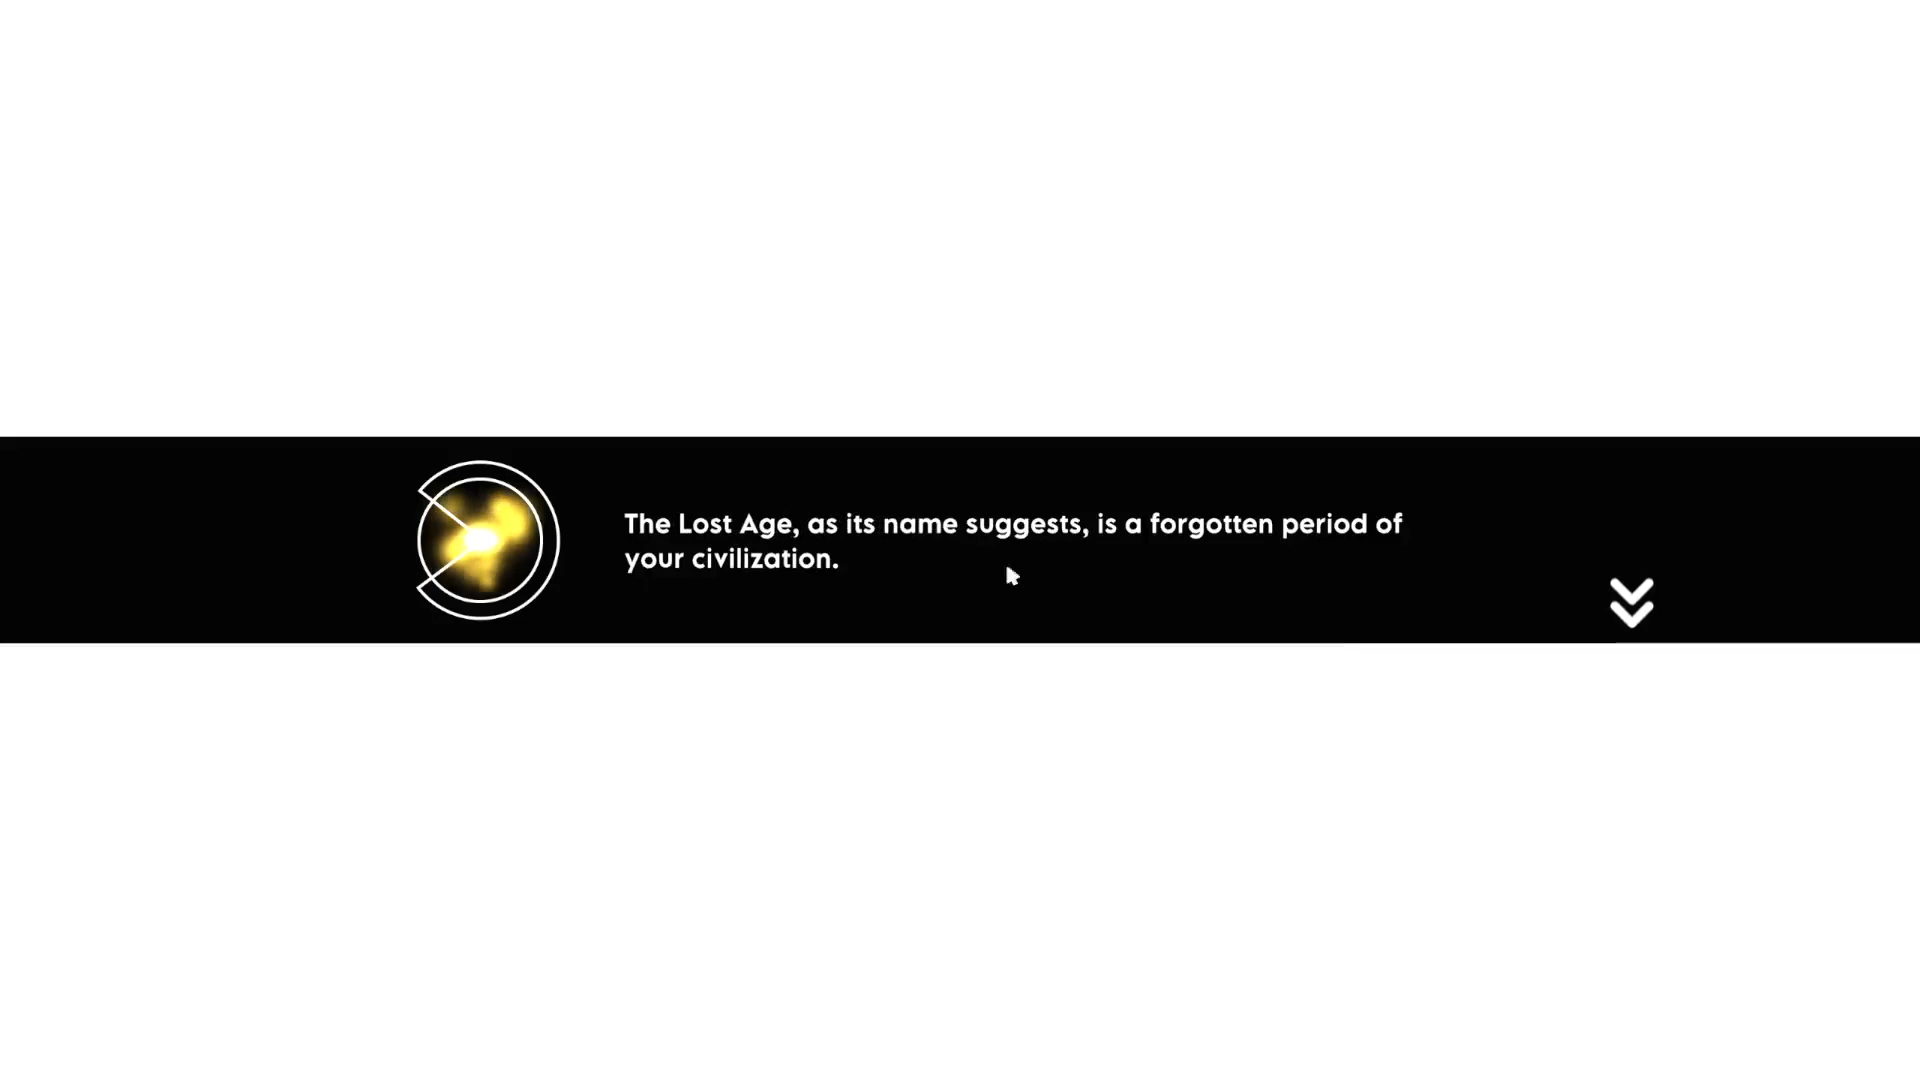 The Lost Age, as its name suggests, is a forgotten period of
your civilization.